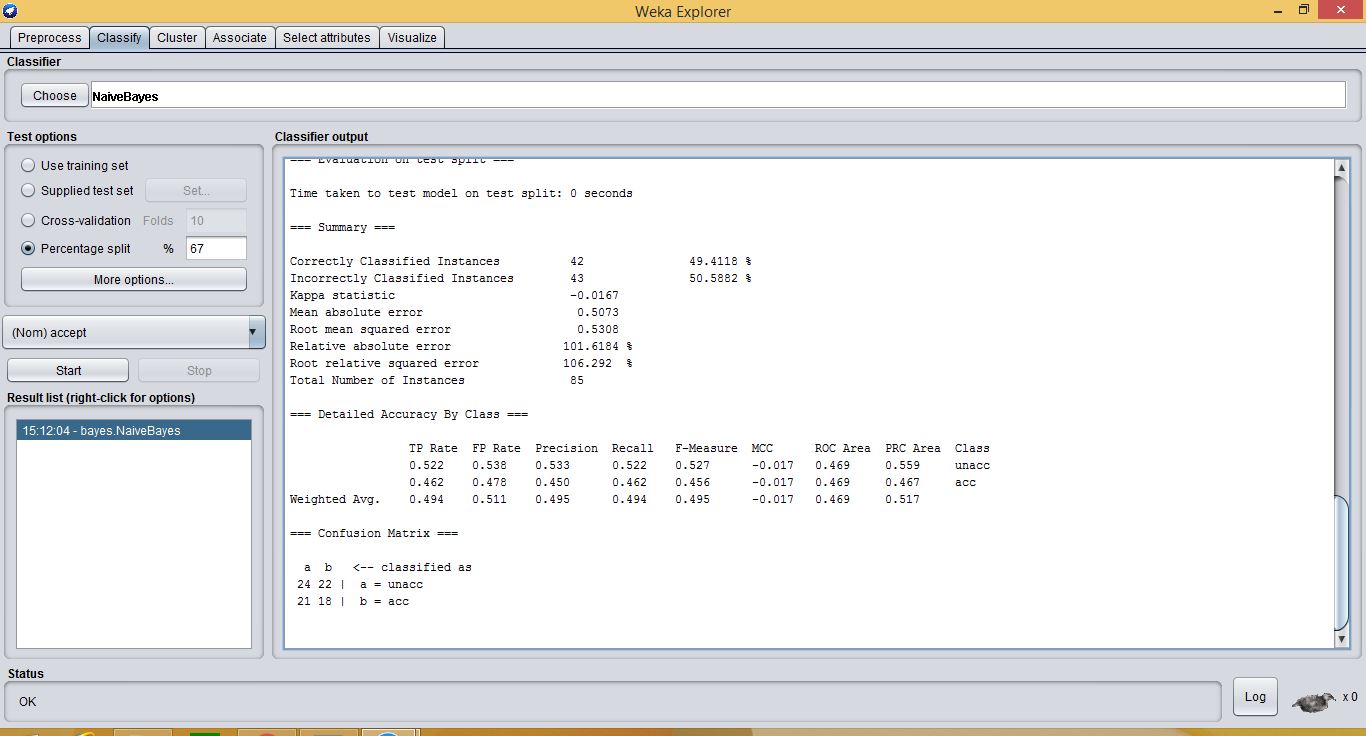 Weka Explorer
Preprocess Classify Cluster Associate Select attributes Visualize
Classifier
Choose NaiveBayes
Test options
Use training set
Supplied test set Set...
Cross-validation Folds 10
Percentage split % 67
More options...
(Nom) accept
Start Stop
Result list (right-click for options)
15:12:04 - bayes.NaiveBayes
Classifier output
=== Evaluation on test split ===
Time taken to test model on test split: 0 seconds
=== Summary ===
Correctly Classified Instances 42 49.4118 %
Incorrectly Classified Instances 43 50.5882 %
Kappa statistic -0.0167
Mean absolute error 0.5073
Root mean squared error 0.5308
Relative absolute error 101.6184 %
Root relative squared error 106.292 %
Total Number of Instances 85
=== Detailed Accuracy By Class ===
TP Rate FP Rate Precision Recall F-Measure MCC ROC Area PRC Area Class
0.522 0.538 0.533 0.522 0.527 -0.017 0.469 0.559 unacc
0.462 0.478 0.450 0.462 0.456 -0.017 0.469 0.467 acc
Weighted Avg. 0.494 0.511 0.495 0.494 0.495 -0.017 0.469 0.517
=== Confusion Matrix ===
a b <-- classified as
24 22 | a = unacc
21 18 | b = acc
Status
OK
Log
x 0